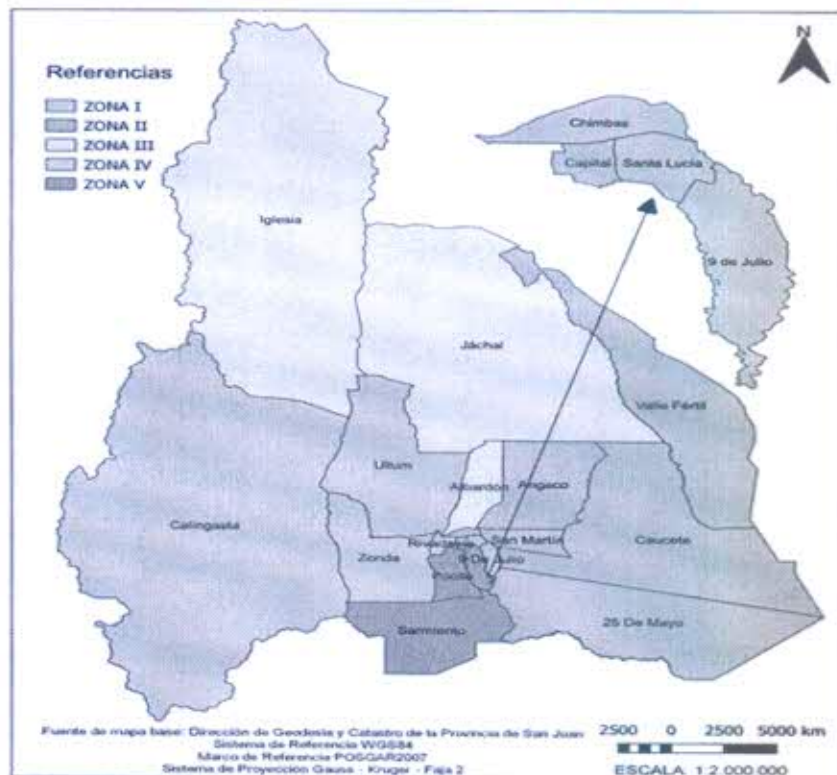 N
Referencias
ZONA I
ZONA II
ZONA III
ZONA IV
ZONA V
Chimbas
Capital
Santa Lucía
9 de Julio
Iglesia
Jáchal
Valle Fértil
Ullum
Albardón
Angaco
Calingasta
San Martín
Caucete
Rivadavia
Zonda
9 De Julio
Pocito
25 De Mayo
Sarmiento
Fuente de mapa base: Dirección de Geodesia y Catastro de la Provincia de San Juan
Sistema de Referencia WGS84
Marco de Referencia POSGAR2007
Sistema de Proyección Gauss - Kruger - Faja 2
2500 0 2500 5000 km
ESCALA: 1:2.000.000